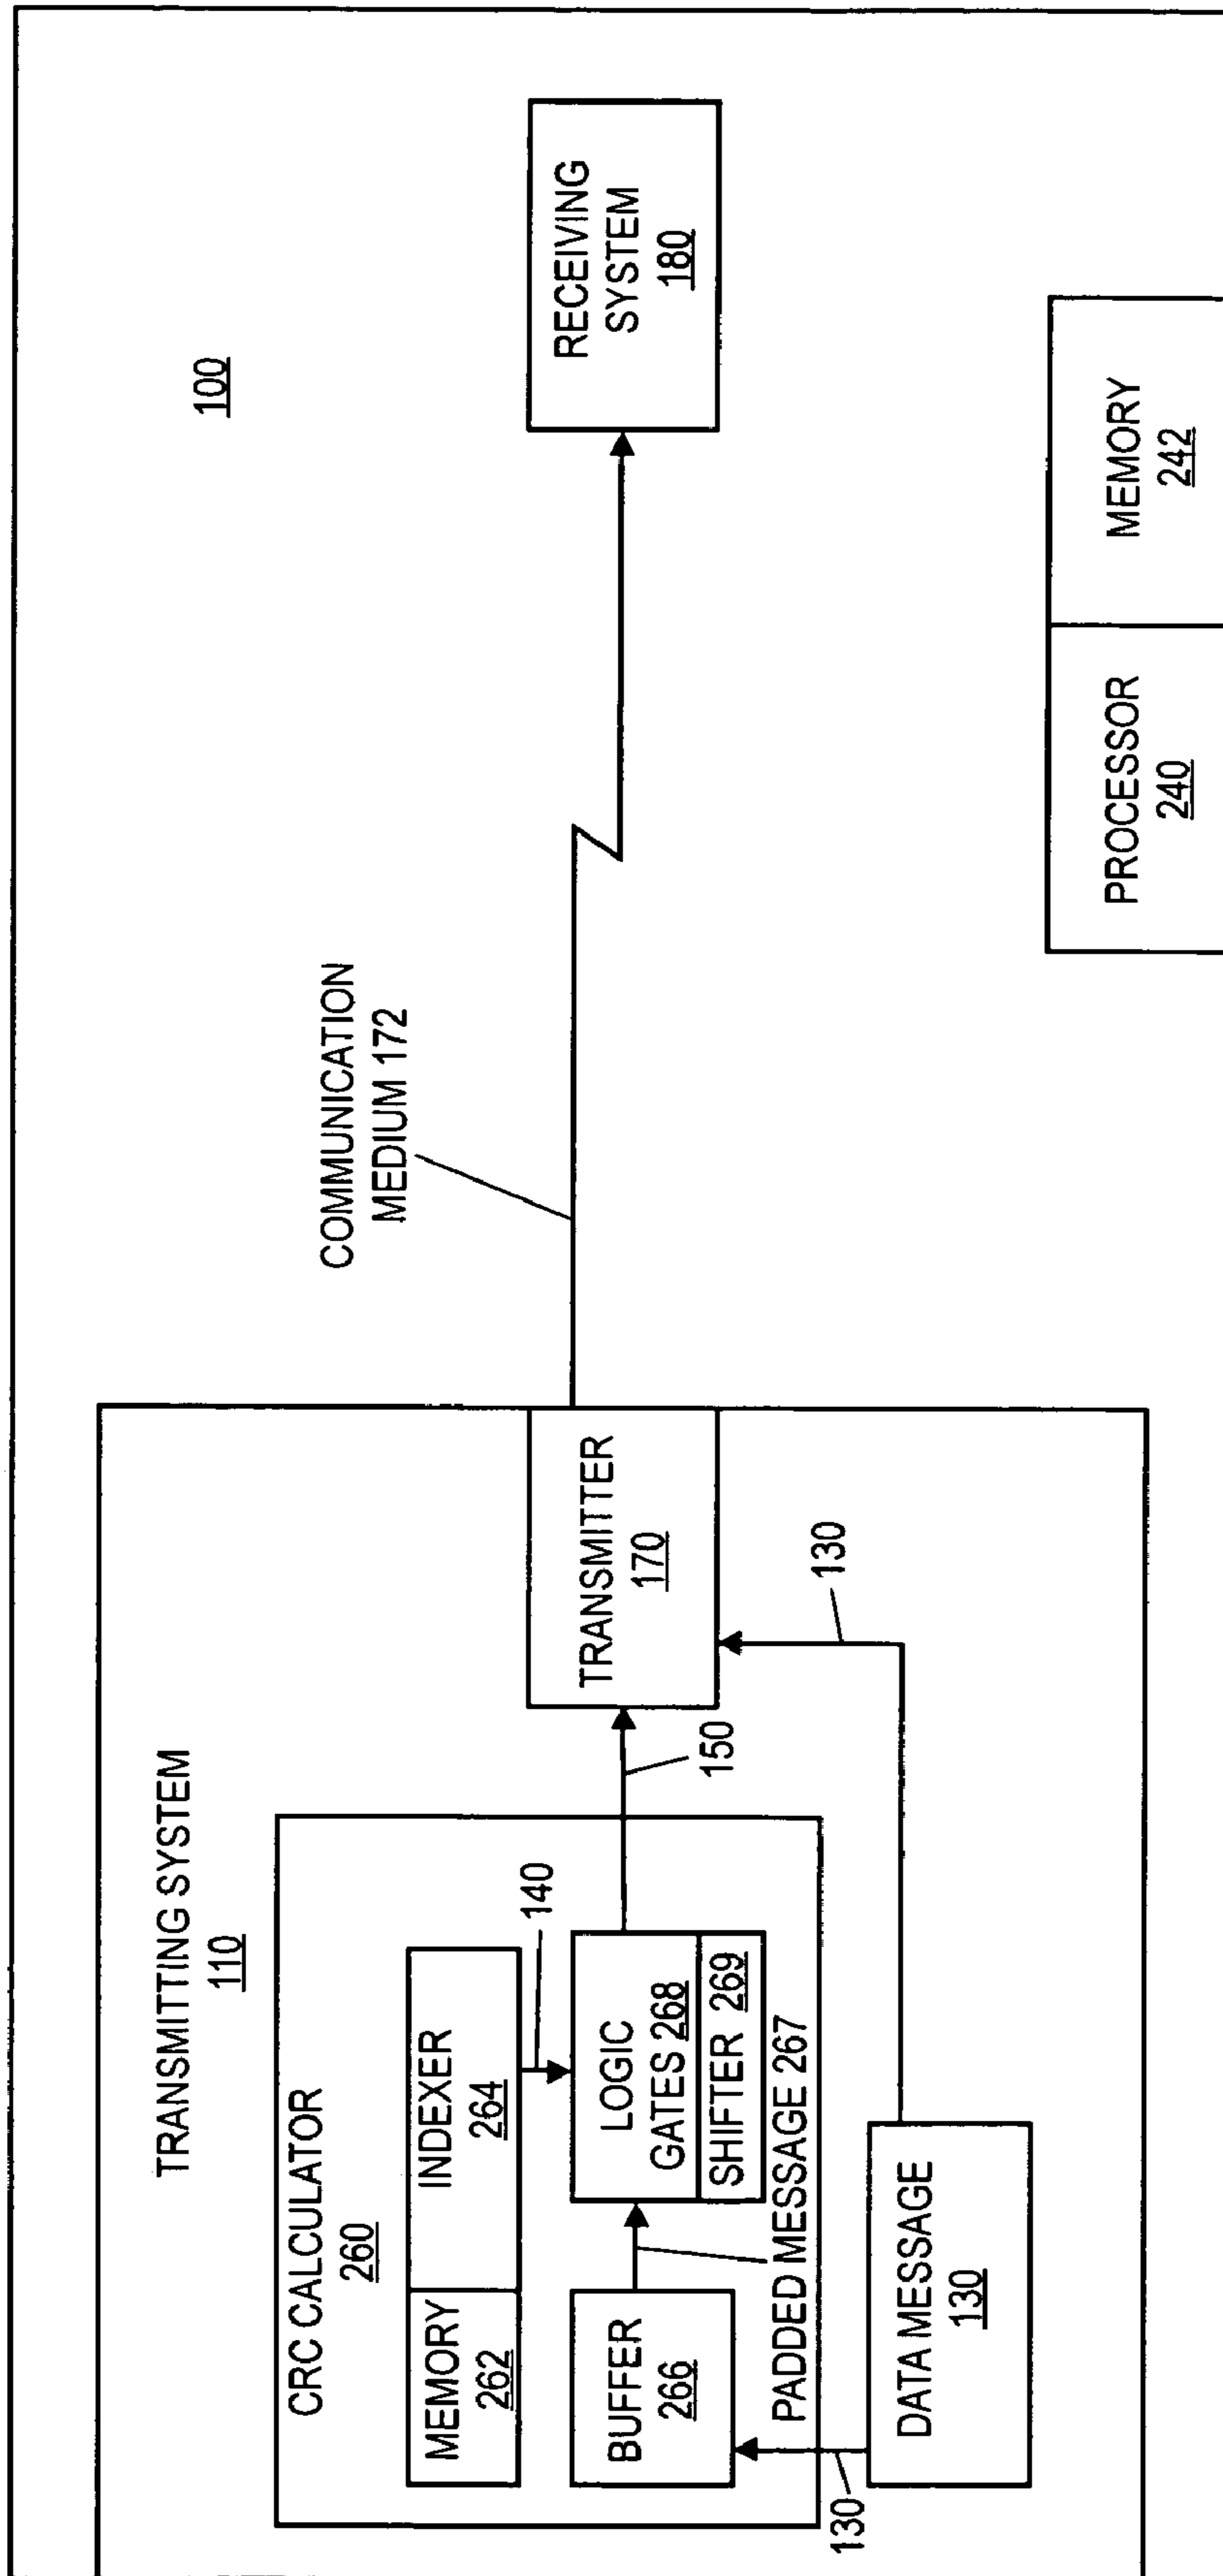 100
TRANSMITTING SYSTEM
110
CRC CALCULATOR
260
MEMORY
262
INDEXER
264
140
BUFFER
266
LOGIC
GATES 268
SHIFTER 269
PADDED MESSAGE 267
150
130
DATA MESSAGE
130
130
TRANSMITTER
170
COMMUNICATION
MEDIUM 172
RECEIVING
SYSTEM
180
PROCESSOR
240
MEMORY
242